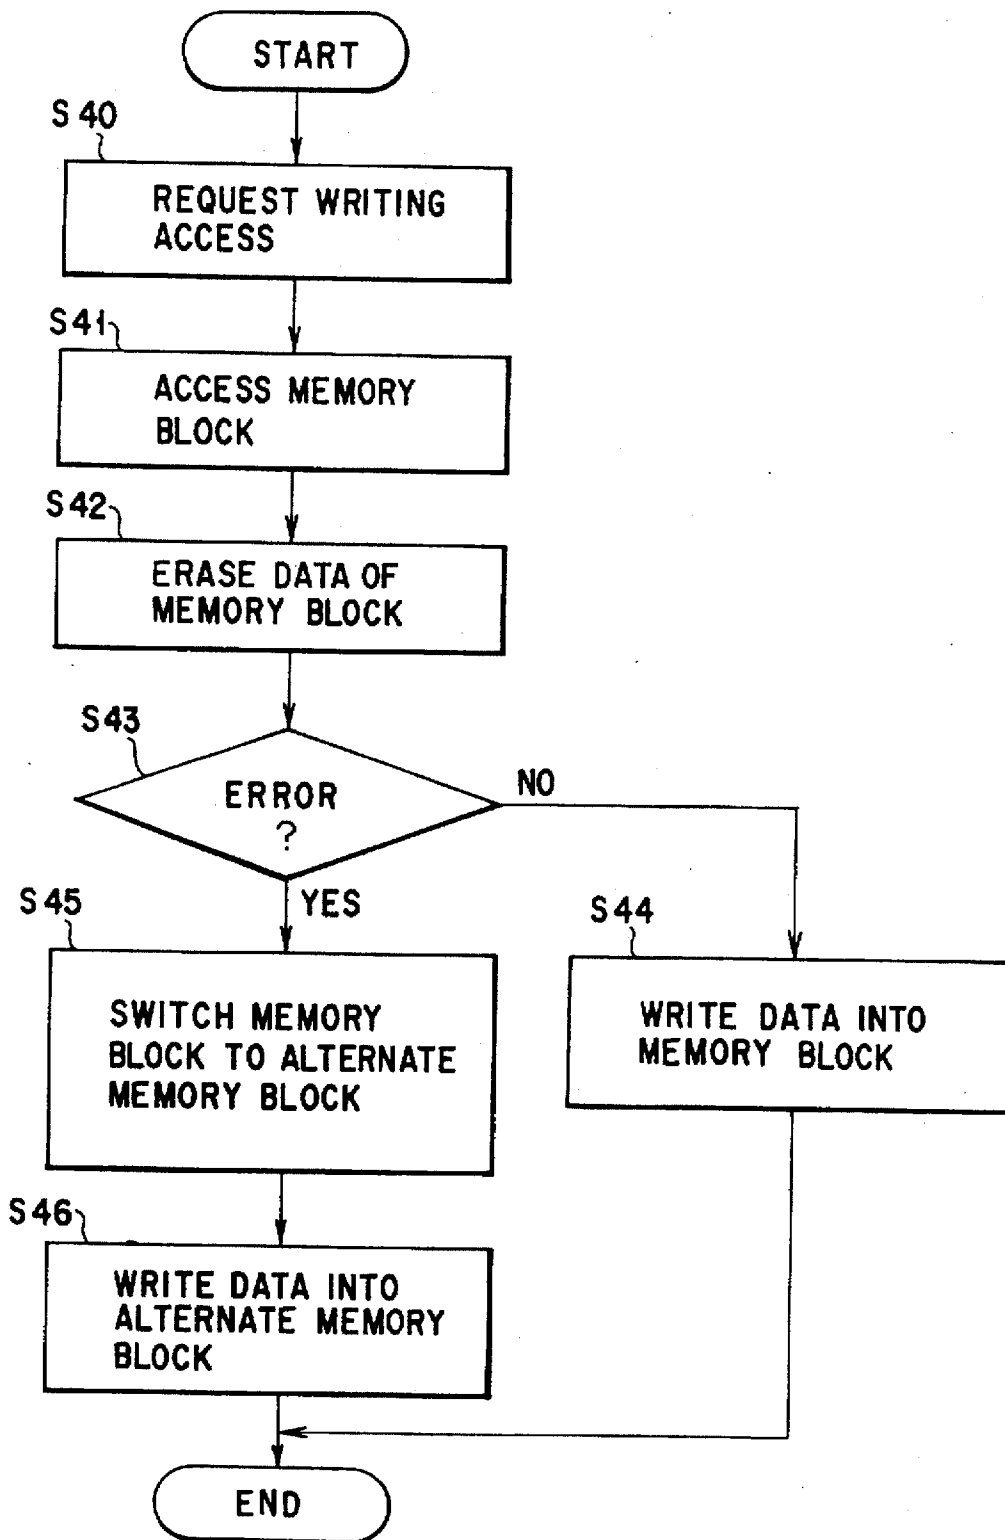 START
S40
REQUEST WRITING
ACCESS
S41
ACCESS MEMORY
BLOCK
S42
ERASE DATA OF
MEMORY BLOCK
S43
ERROR
?
NO
YES
S45
SWITCH MEMORY
BLOCK TO ALTERNATE
MEMORY BLOCK
S44
WRITE DATA INTO
MEMORY BLOCK
S46
WRITE DATA INTO
ALTERNATE MEMORY
BLOCK
END